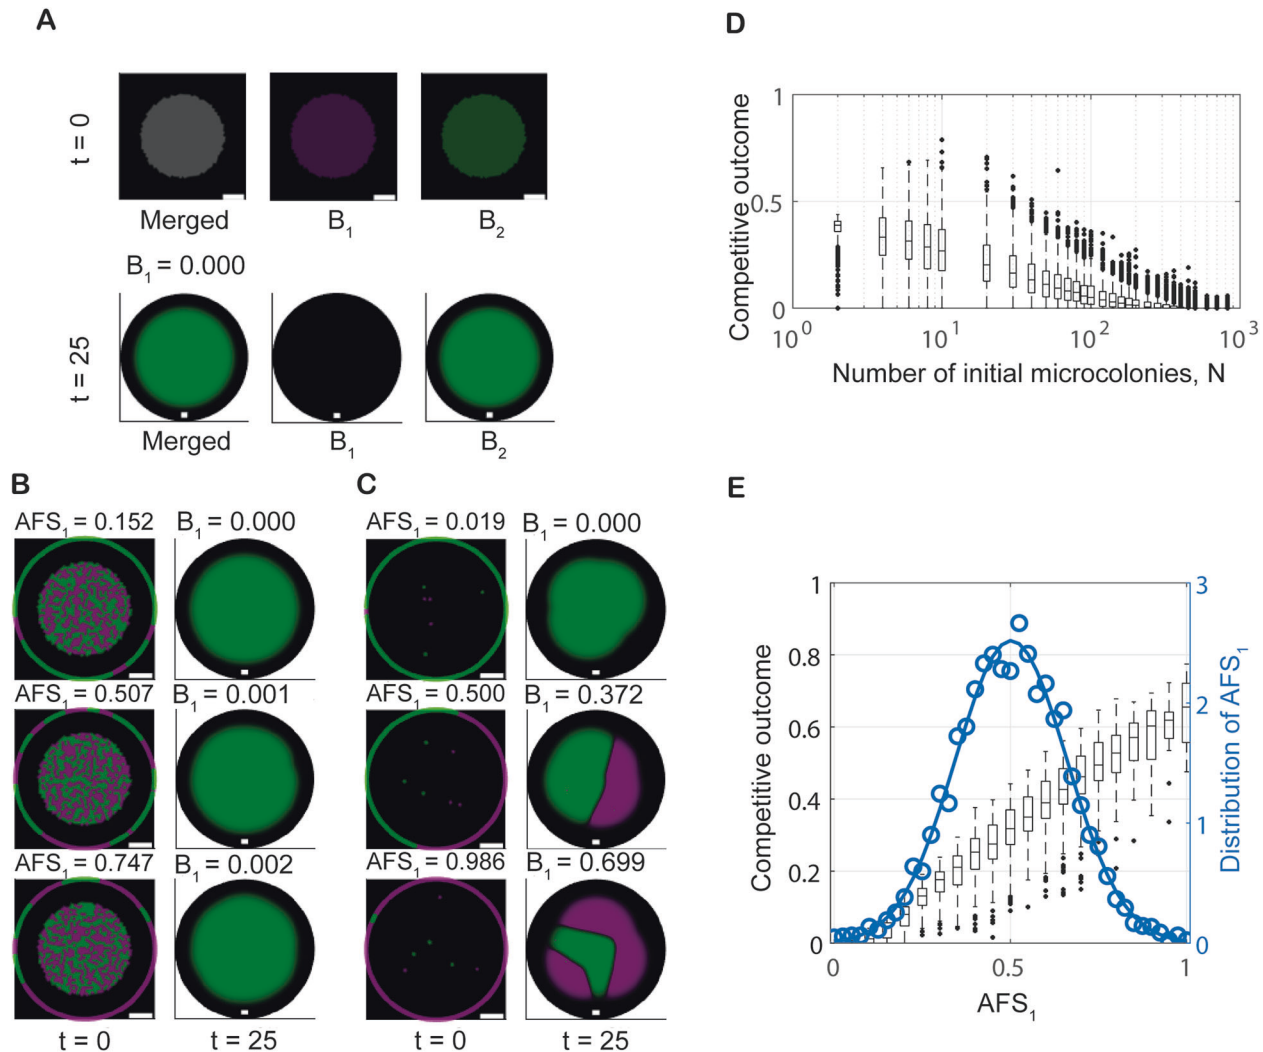 A
t = 0
Merged
B1
B2
B1 = 0.000
t = 25
Merged
B1
B2
B
AFS1 = 0.152
B1 = 0.000
AFS1 = 0.507
B1 = 0.001
AFS1 = 0.747
B1 = 0.002
t = 0
t = 25
C
AFS1 = 0.019
B1 = 0.000
AFS1 = 0.500
B1 = 0.372
AFS1 = 0.986
B1 = 0.699
t = 0
t = 25
D
Competitive outcome
1
0.5
0
10^0
10^1
10^2
10^3
Number of initial microcolonies, N
E
Competitive outcome
1
0.8
0.6
0.4
0.2
0
0
0.5
1
AFS1
3
2
1
0
Distribution of AFS1